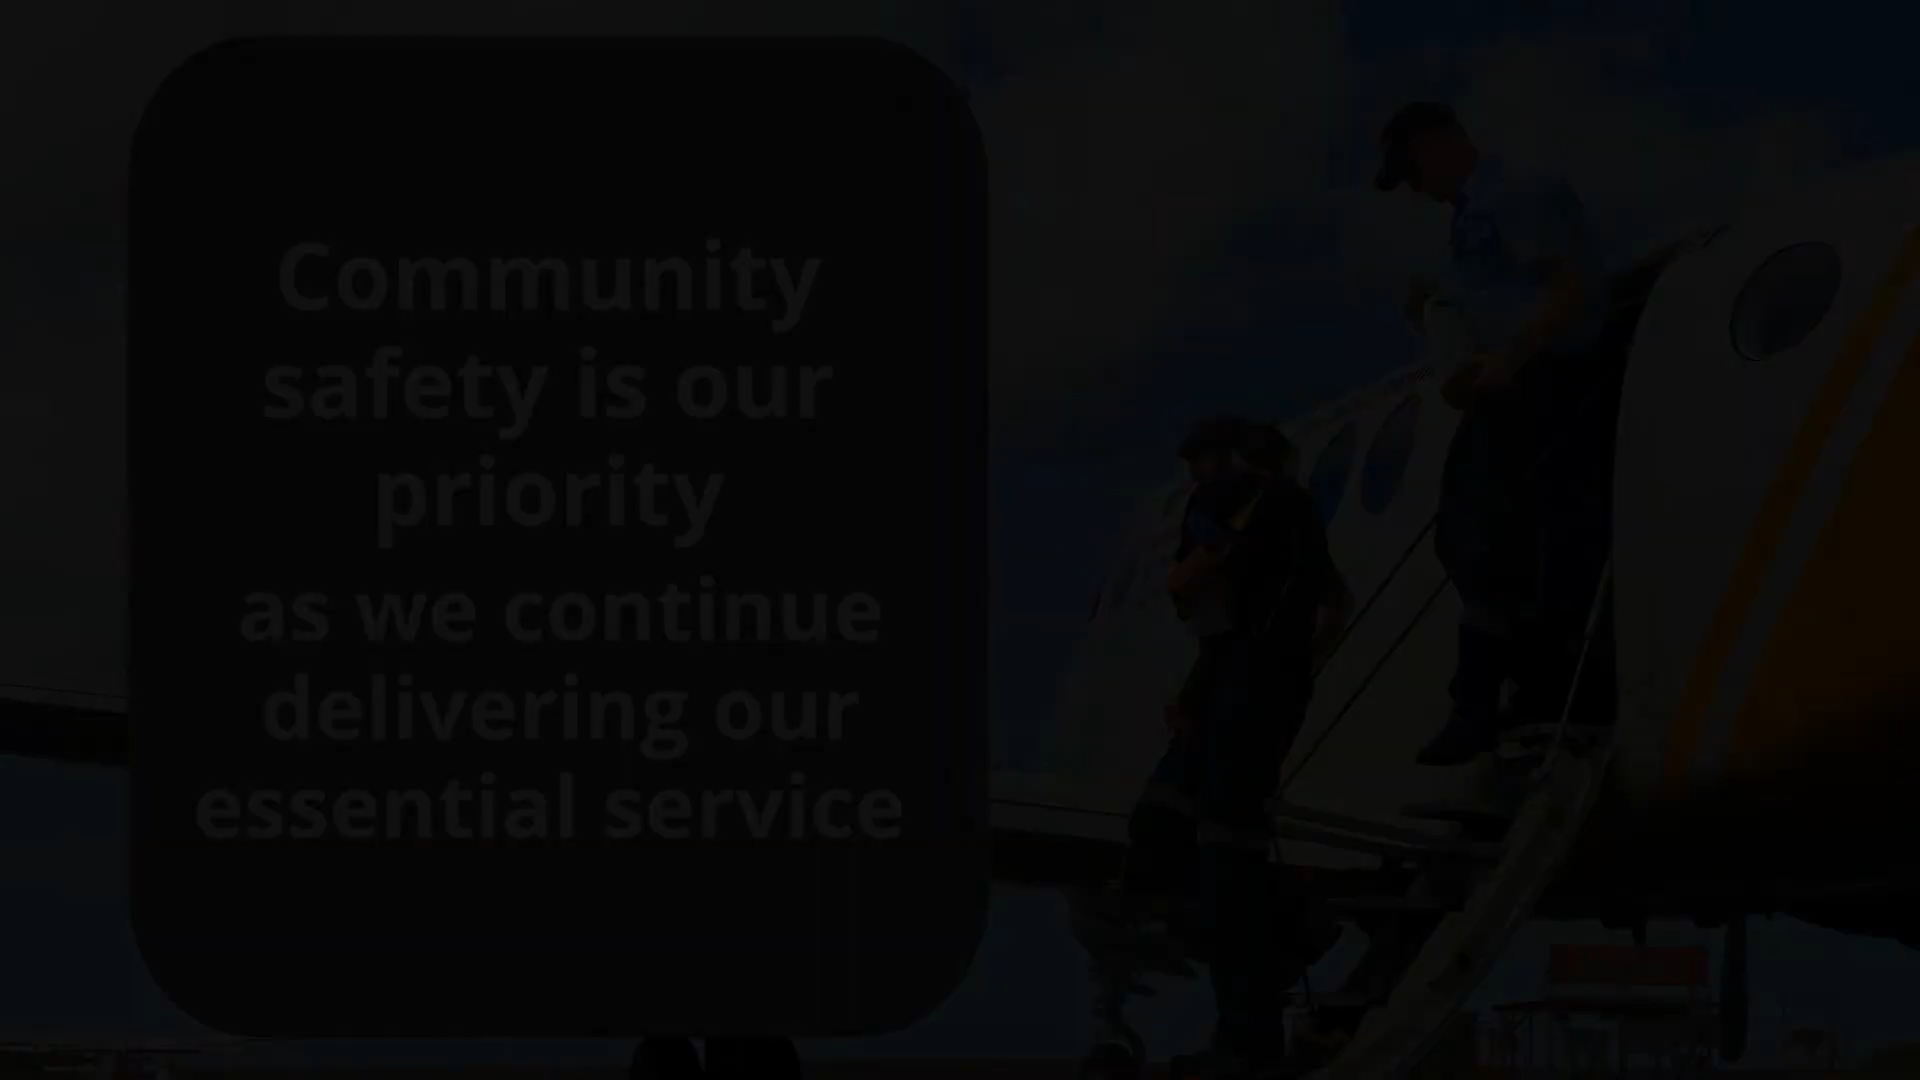 Community
safety is our
priority
as we continue
delivering our
essential service